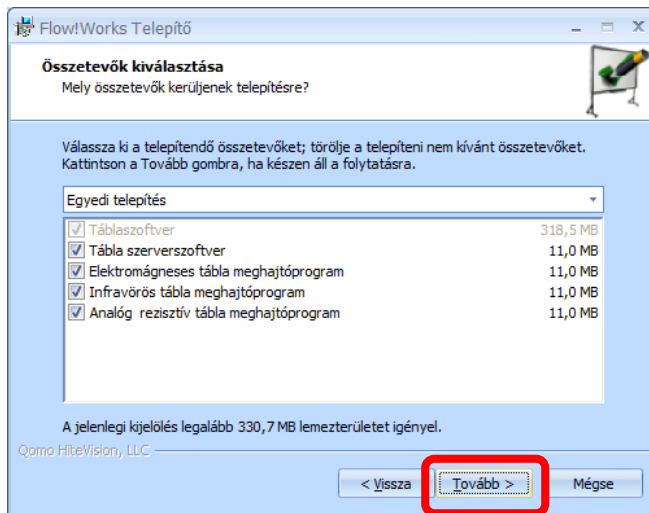 Flow!Works Telepítő
Összetevők kiválasztása
Mely összetevők kerüljenek telepítésre?
Válassza ki a telepítendő összetevőket; törölje a telepíteni nem kívánt összetevőket.
Kattintson a Tovább gombra, ha készen áll a folytatásra.
Egyedi telepítés
Táblaszoftver 318,5 MB
Tábla szerverszoftver 11,0 MB
Elektromágneses tábla meghajtóprogram 11,0 MB
Infravörös tábla meghajtóprogram 11,0 MB
Analóg rezisztív tábla meghajtóprogram 11,0 MB
A jelenlegi kijelölés legalább 330,7 MB lemezterületet igényel.
Qomo HiteVision, LLC
< Vissza Tovább > Mégse